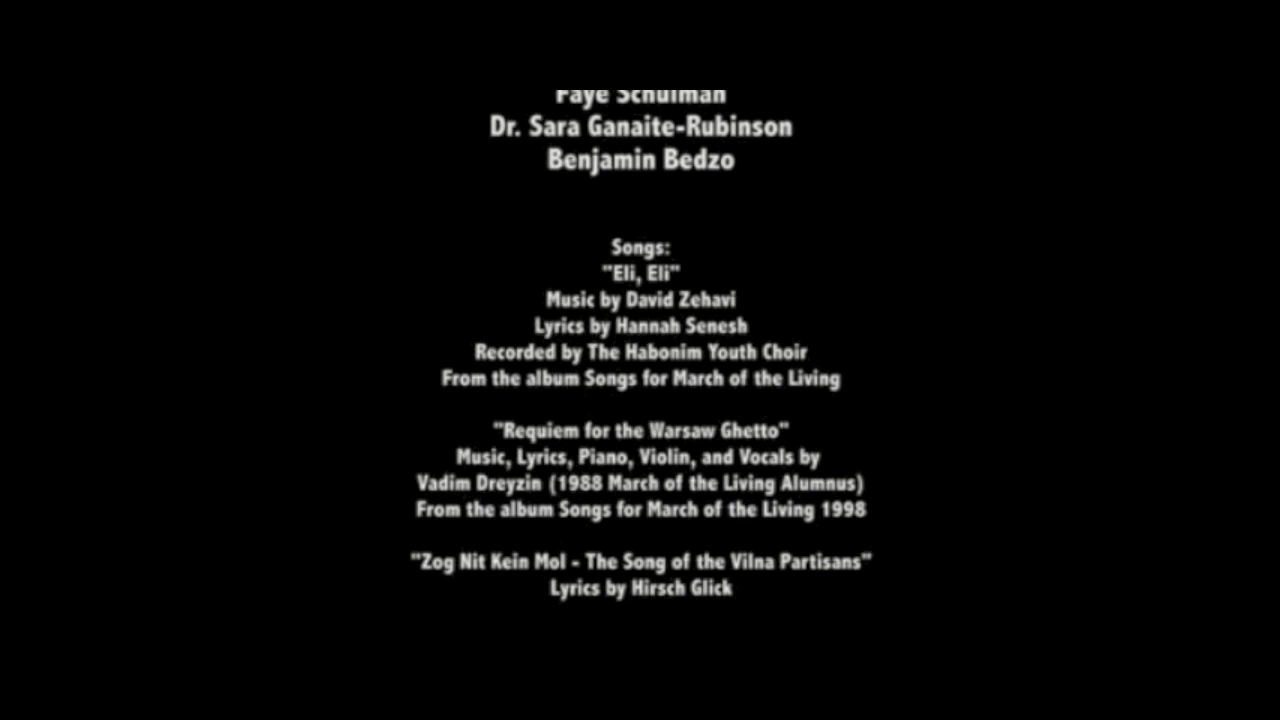 Faye Schulman
Dr. Sara Ganaite-Rubinson
Benjamin Bedzo
Songs:
"Eli, Eli"
Music by David Zehavi
Lyrics by Hannah Senesh
Recorded by The Habonim Youth Choir
From the album Songs for March of the Living
"Requiem for the Warsaw Ghetto"
Music, Lyrics, Piano, Violin, and Vocals by
Vadim Dreyzin (1988 March of the Living Alumnus)
From the album Songs for March of the Living 1998
"Zog Nit Kein Mol - The Song of the Vilna Partisans"
Lyrics by Hirsch Glick